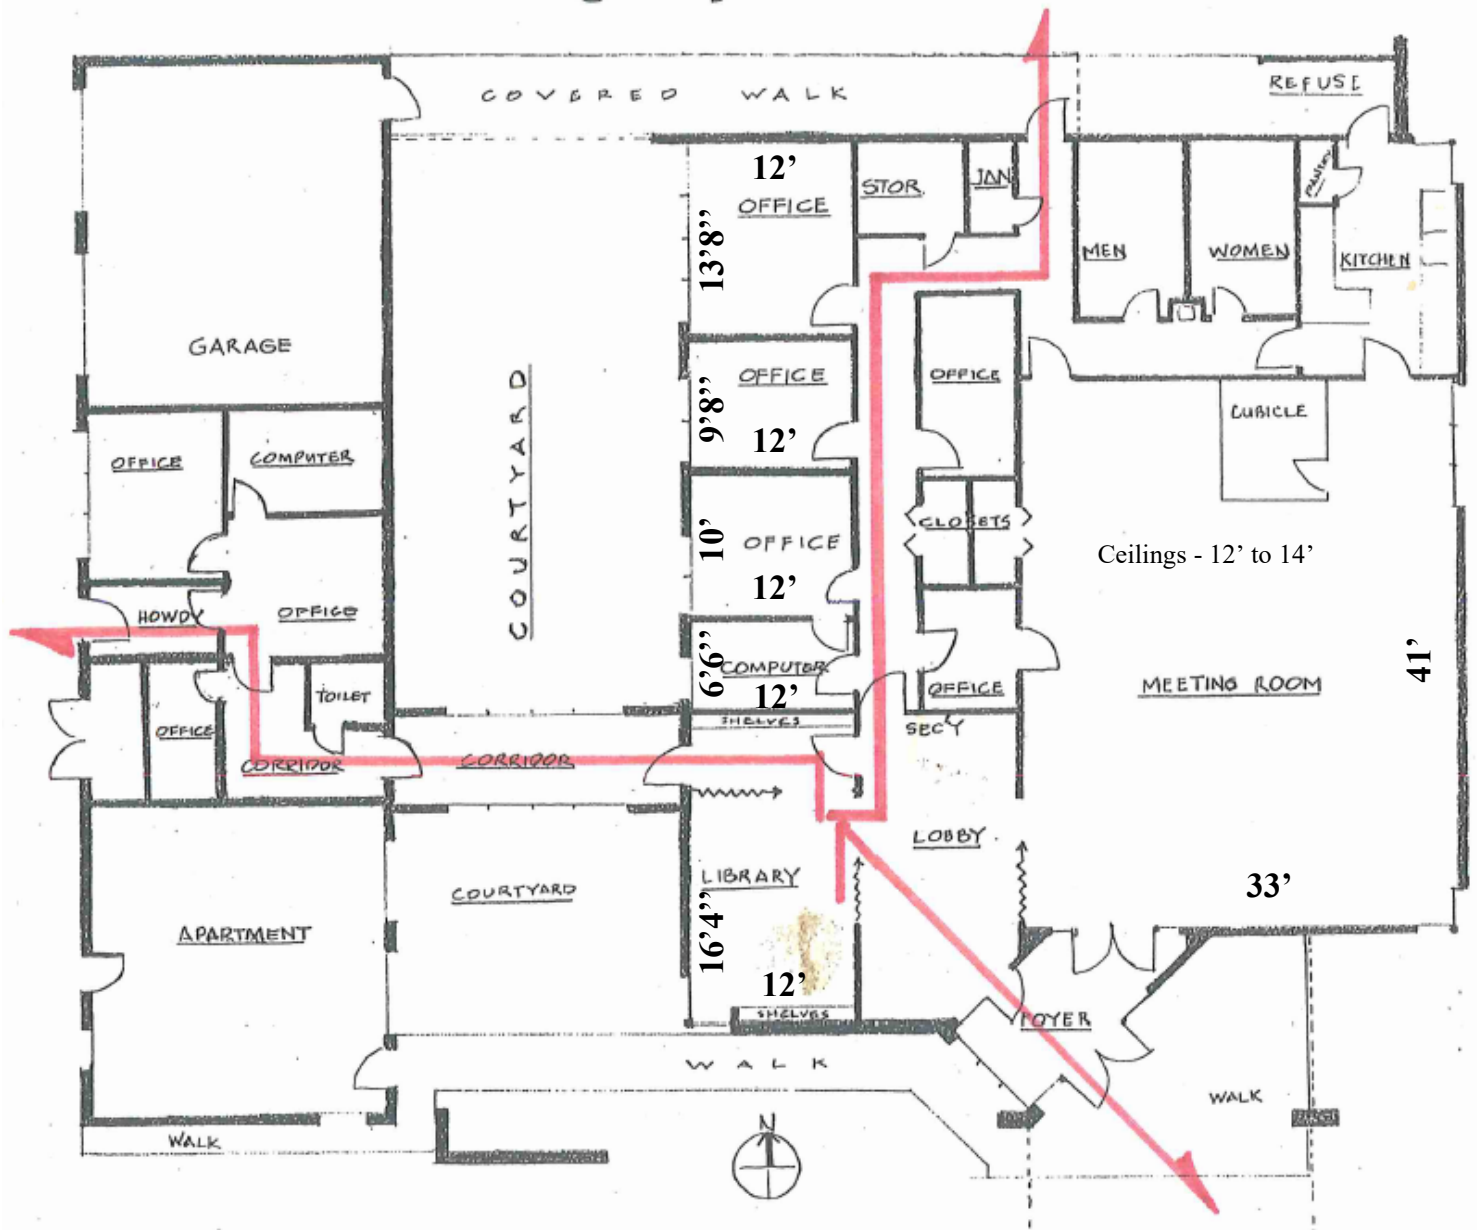 COVERED WALK
REFUSE
12’
OFFICE
13’8’’
STOR.
JAN
MEN
WOMEN
PANTRY
KITCHEN
GARAGE
COURTYARD
OFFICE
9’8’’
12’
OFFICE
CUBICLE
OFFICE
COMPUTER
10’
OFFICE
12’
CLOSETS
Ceilings - 12’ to 14’
HOWDY
OFFICE
6’6’’
COMPUTER
12’
OFFICE
MEETING ROOM
41’
TOILET
OFFICE
SHELVES
SEC'Y
CORRIDOR
CORRIDOR
LOBBY
LIBRARY
33’
COURTYARD
APARTMENT
16’4’’
12’
SHELVES
FOYER
WALK
WALK
WALK
N